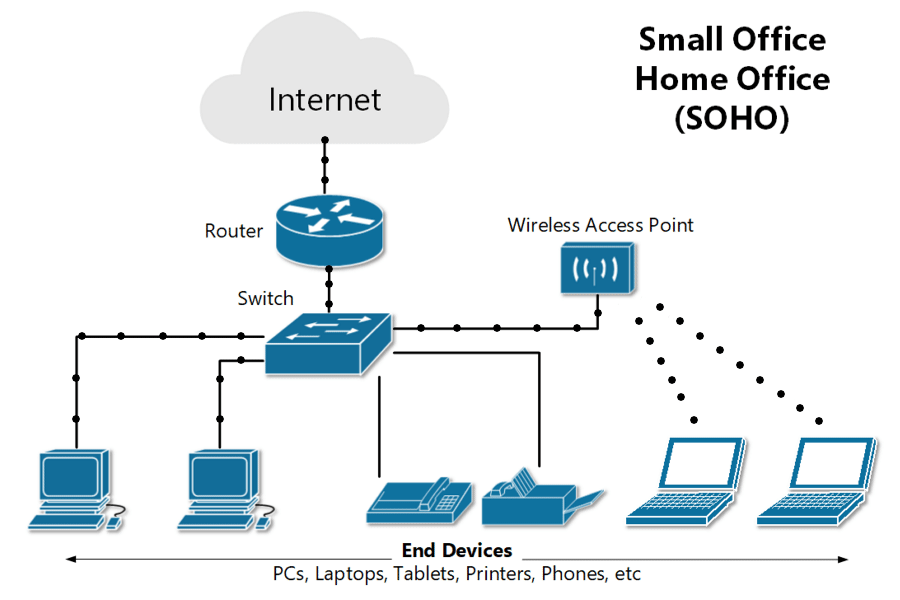 Small Office
Home Office
(SOHO)
Internet
Router
Wireless Access Point
Switch
End Devices
PCs, Laptops, Tablets, Printers, Phones, etc